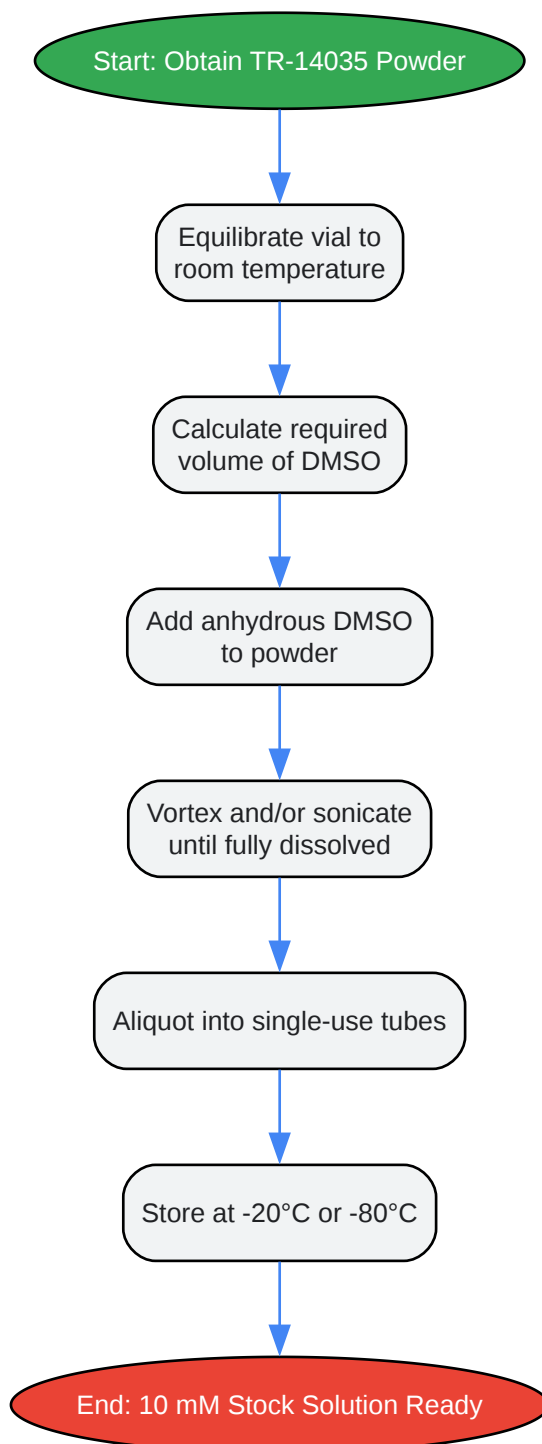 Start: Obtain TR-14035 Powder
Equilibrate vial to
room temperature
Calculate required
volume of DMSO
Add anhydrous DMSO
to powder
Vortex and/or sonicate
until fully dissolved
Aliquot into single-use tubes
Store at -20°C or -80°C
End: 10 mM Stock Solution Ready